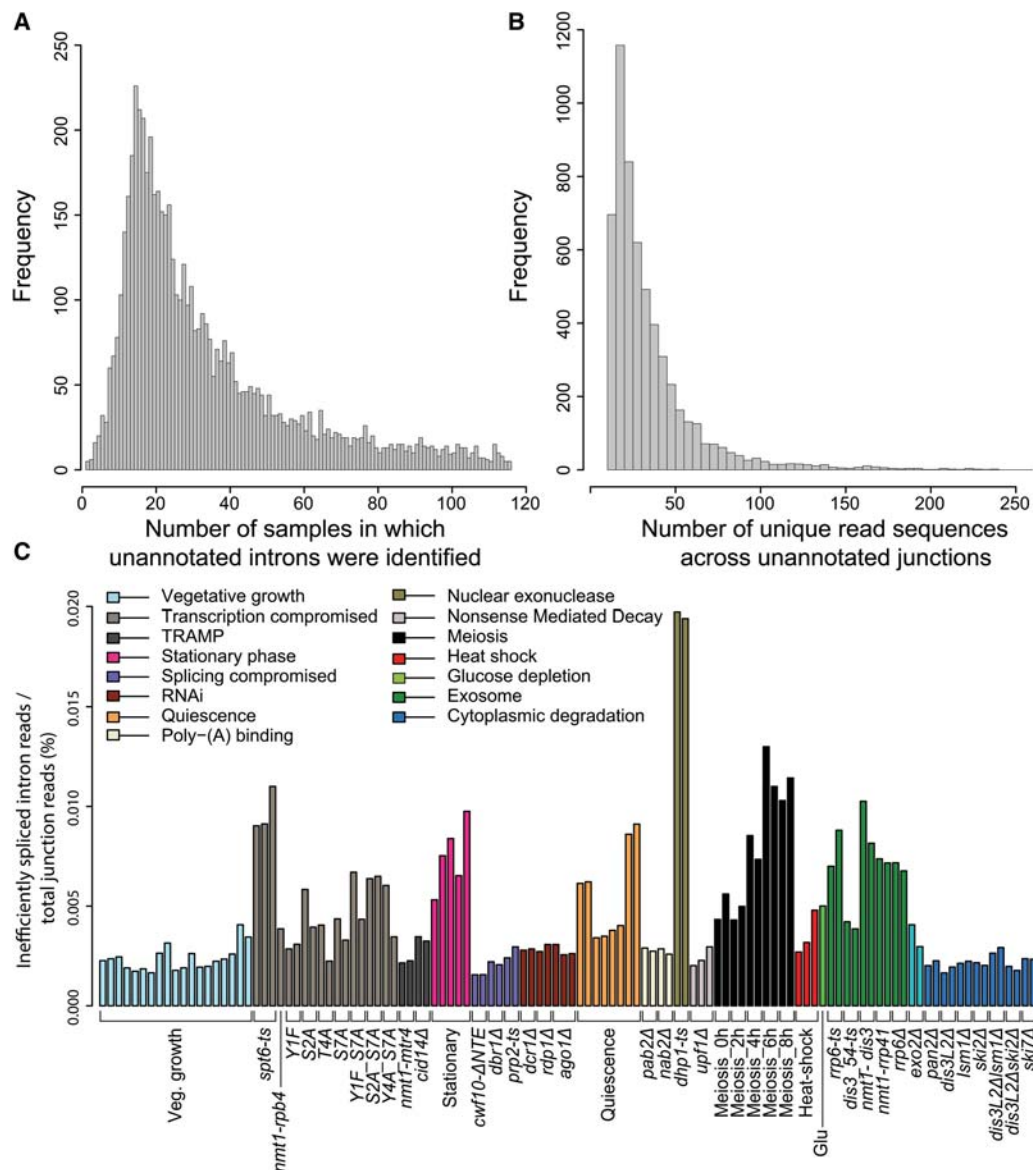 A
250
200
150
100
50
0
Frequency
0 20 40 60 80 100 120
Number of samples in which
unannotated introns were identified
B
1200
1000
800
600
400
200
0
Frequency
50 100 150 200 250
Number of unique read sequences
across unannotated junctions
C
Inefficiently spliced intron reads /
total junction reads (%)
0.020
0.015
0.010
0.005
0.000
Vegetative growth
Transcription compromised
TRAMP
Stationary phase
Splicing compromised
RNAi
Quiescence
Poly−(A) binding
Nuclear exonuclease
Nonsense Mediated Decay
Meiosis
Heat shock
Glucose depletion
Exosome
Cytoplasmic degradation
Veg. growth
spt6-ts
nmt1-rpb4
Y1F
S2A
T4A
S7A
Y1F_S7A
S2A_S7A
Y4A_S7A
nmt1-mtr4
cid14Δ
Stationary
cwf10-ΔNTE
dbr1Δ
prp2-ts
dcr1Δ
rdp1Δ
ago1Δ
Quiescence
pab2Δ
nab2Δ
dhp1-ts
upf1Δ
Meiosis_0h
Meiosis_2h
Meiosis_4h
Meiosis_6h
Meiosis_8h
Heat-shock
Glu
rrp6-ts
dis3_54-ts
nmt1- dis3
nmt1-rrp41
rrp6Δ
exo2Δ
pan2Δ
dis3L2Δ
lsm1Δ
ski2Δ
dis3L2Δlsm1Δ
dis3L2Δski2Δ
ski7Δ